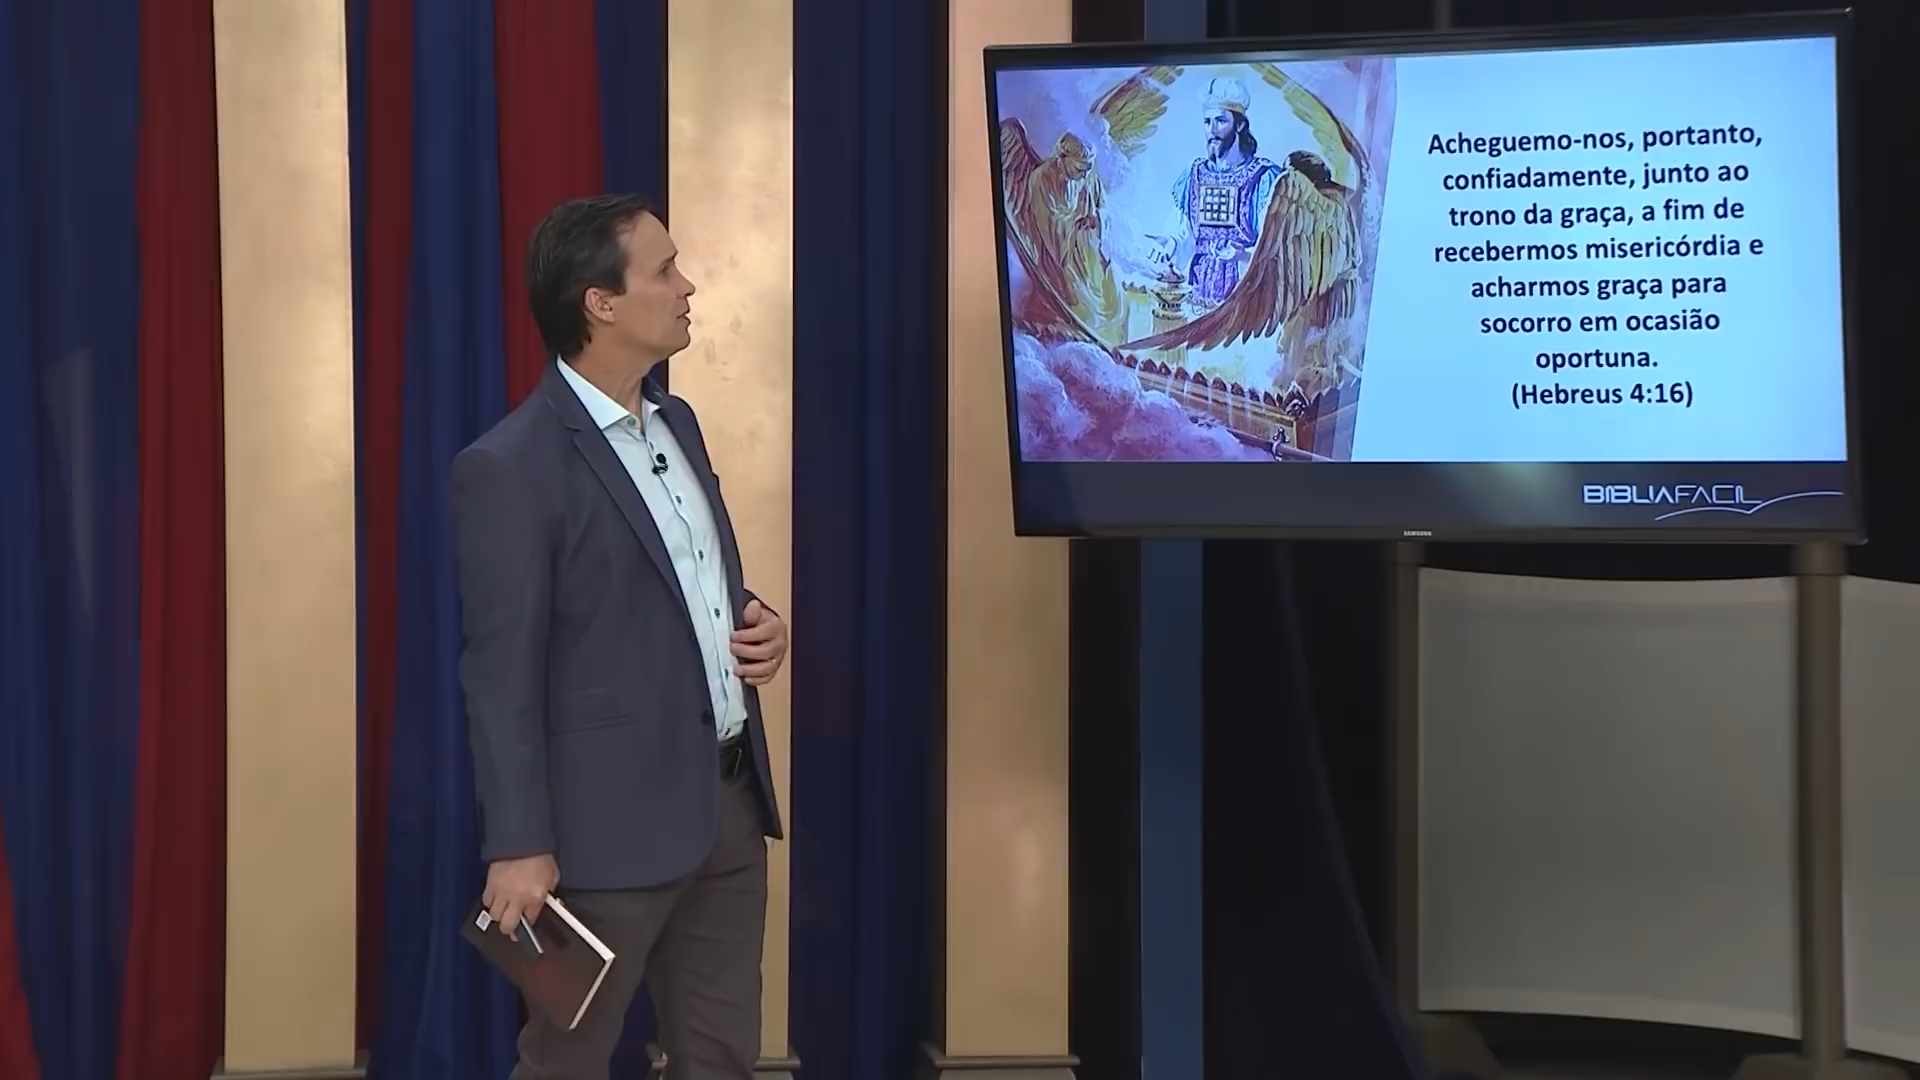 Acheguemo-nos, portanto,
confiadamente, junto ao
trono da graça, a fim de
recebermos misericórdia e
acharmos graça para
socorro em ocasião
oportuna.
(Hebreus 4:16)
BIBLIAFACIL
SAMSUNG